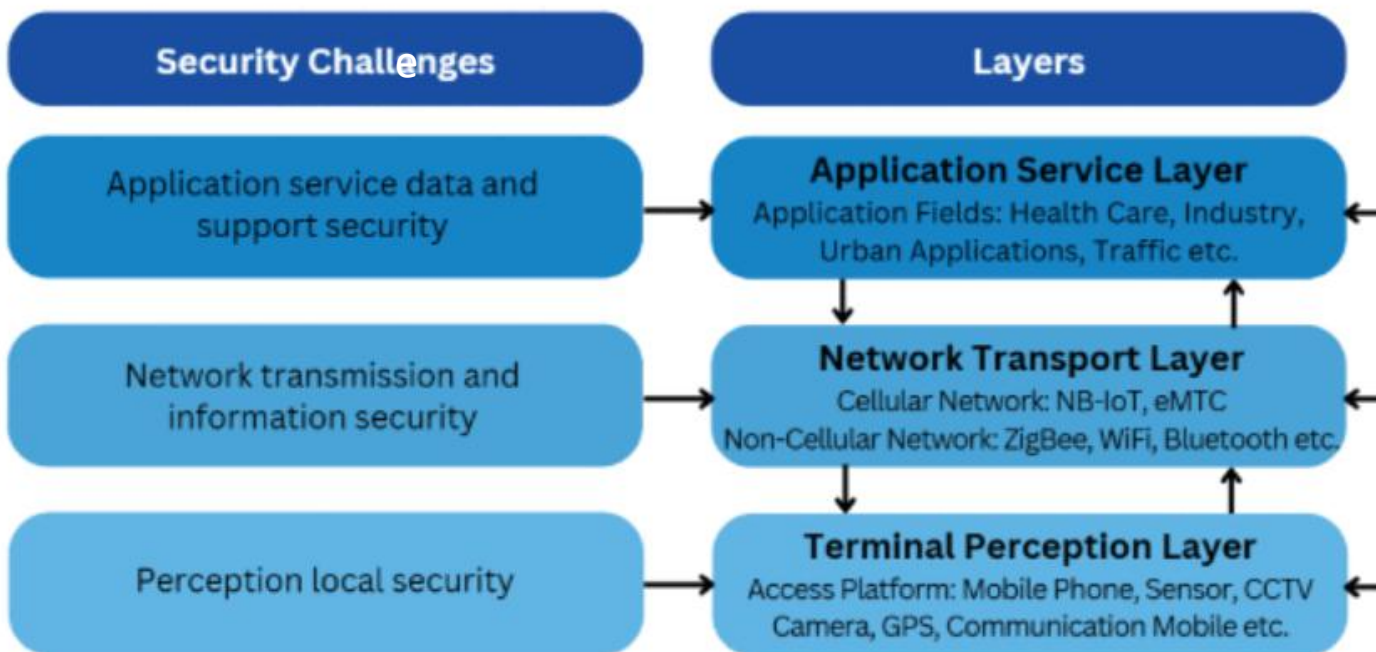 Security Challenges
Layers
Application service data and
support security
Application Service Layer
Application Fields: Health Care, Industry,
Urban Applications, Traffic etc.
Network transmission and
information security
Network Transport Layer
Cellular Network: NB-IoT, eMTC
Non-Cellular Network: ZigBee, WiFi, Bluetooth etc.
Perception local security
Terminal Perception Layer
Access Platform: Mobile Phone, Sensor, CCTV
Camera, GPS, Communication Mobile etc.